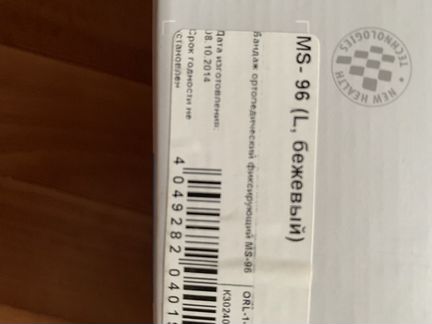 MS- 96 (L, бежевый)
Бандаж ортопедический фиксирующий MS-96
ORL-1
Дата изготовления:
08.10.2014
Срок годности не
установлен
4 049282 0401
K30240
NEW HEALTH TECHNOLOGIES